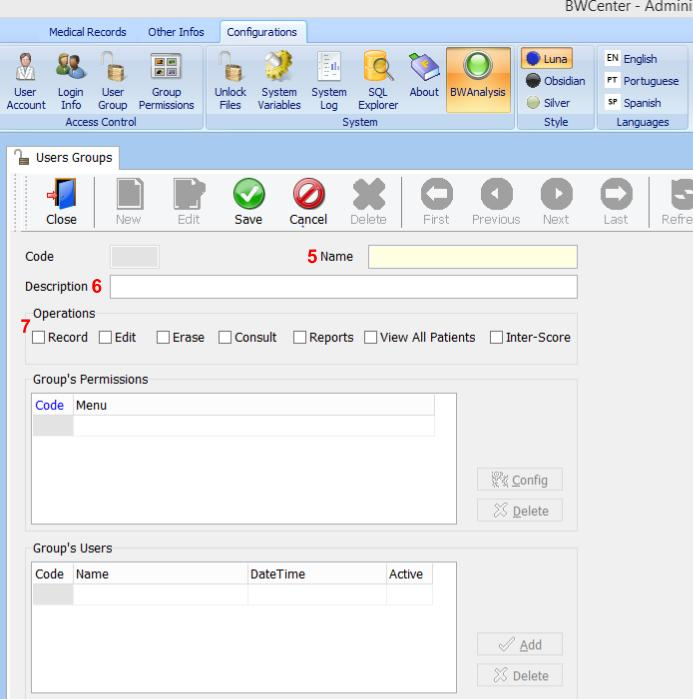 BWCenter - Admini
Medical Records Other Infos Configurations
User Account Login Info User Group Group Permissions Unlock Files System Variables System Log SQL Explorer About BWAnalysis Luna Obsidian Silver EN English PT Portuguese SP Spanish
Access Control System Style Languages
Users Groups
Close New Edit Save Cancel Delete First Previous Next Last Refre
Code 5 Name
Description 6
Operations
7 Record Edit Erase Consult Reports View All Patients Inter-Score
Group's Permissions
Code Menu
Config
Delete
Group's Users
Code Name DateTime Active
Add
Delete